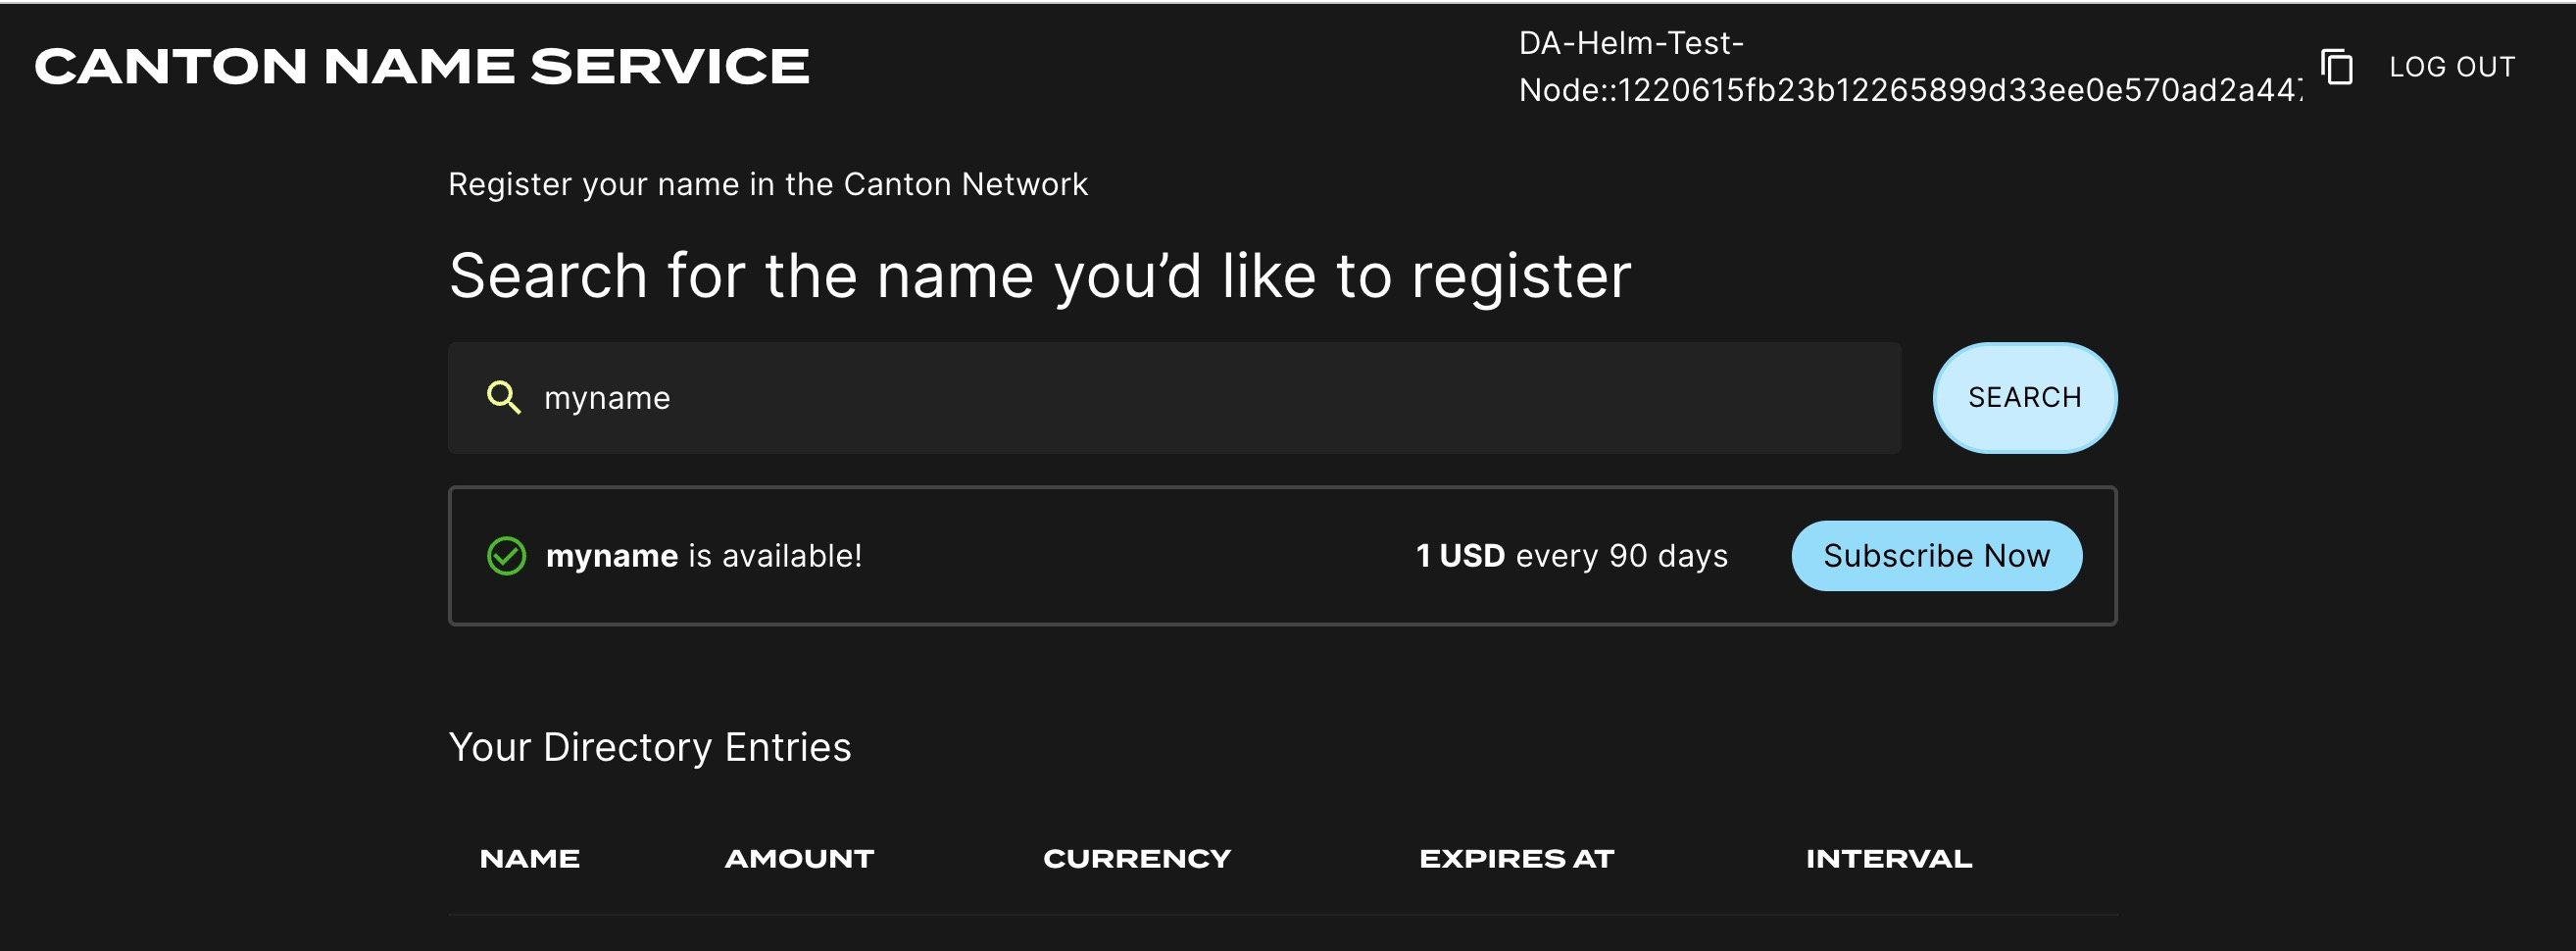 CANTON NAME SERVICE
DA-Helm-Test-
Node::1220615fb23b12265899d33ee0e570ad2a447
LOG OUT
Register your name in the Canton Network
Search for the name you’d like to register
myname
SEARCH
myname is available!
1 USD every 90 days
Subscribe Now
Your Directory Entries
NAME AMOUNT CURRENCY EXPIRES AT INTERVAL